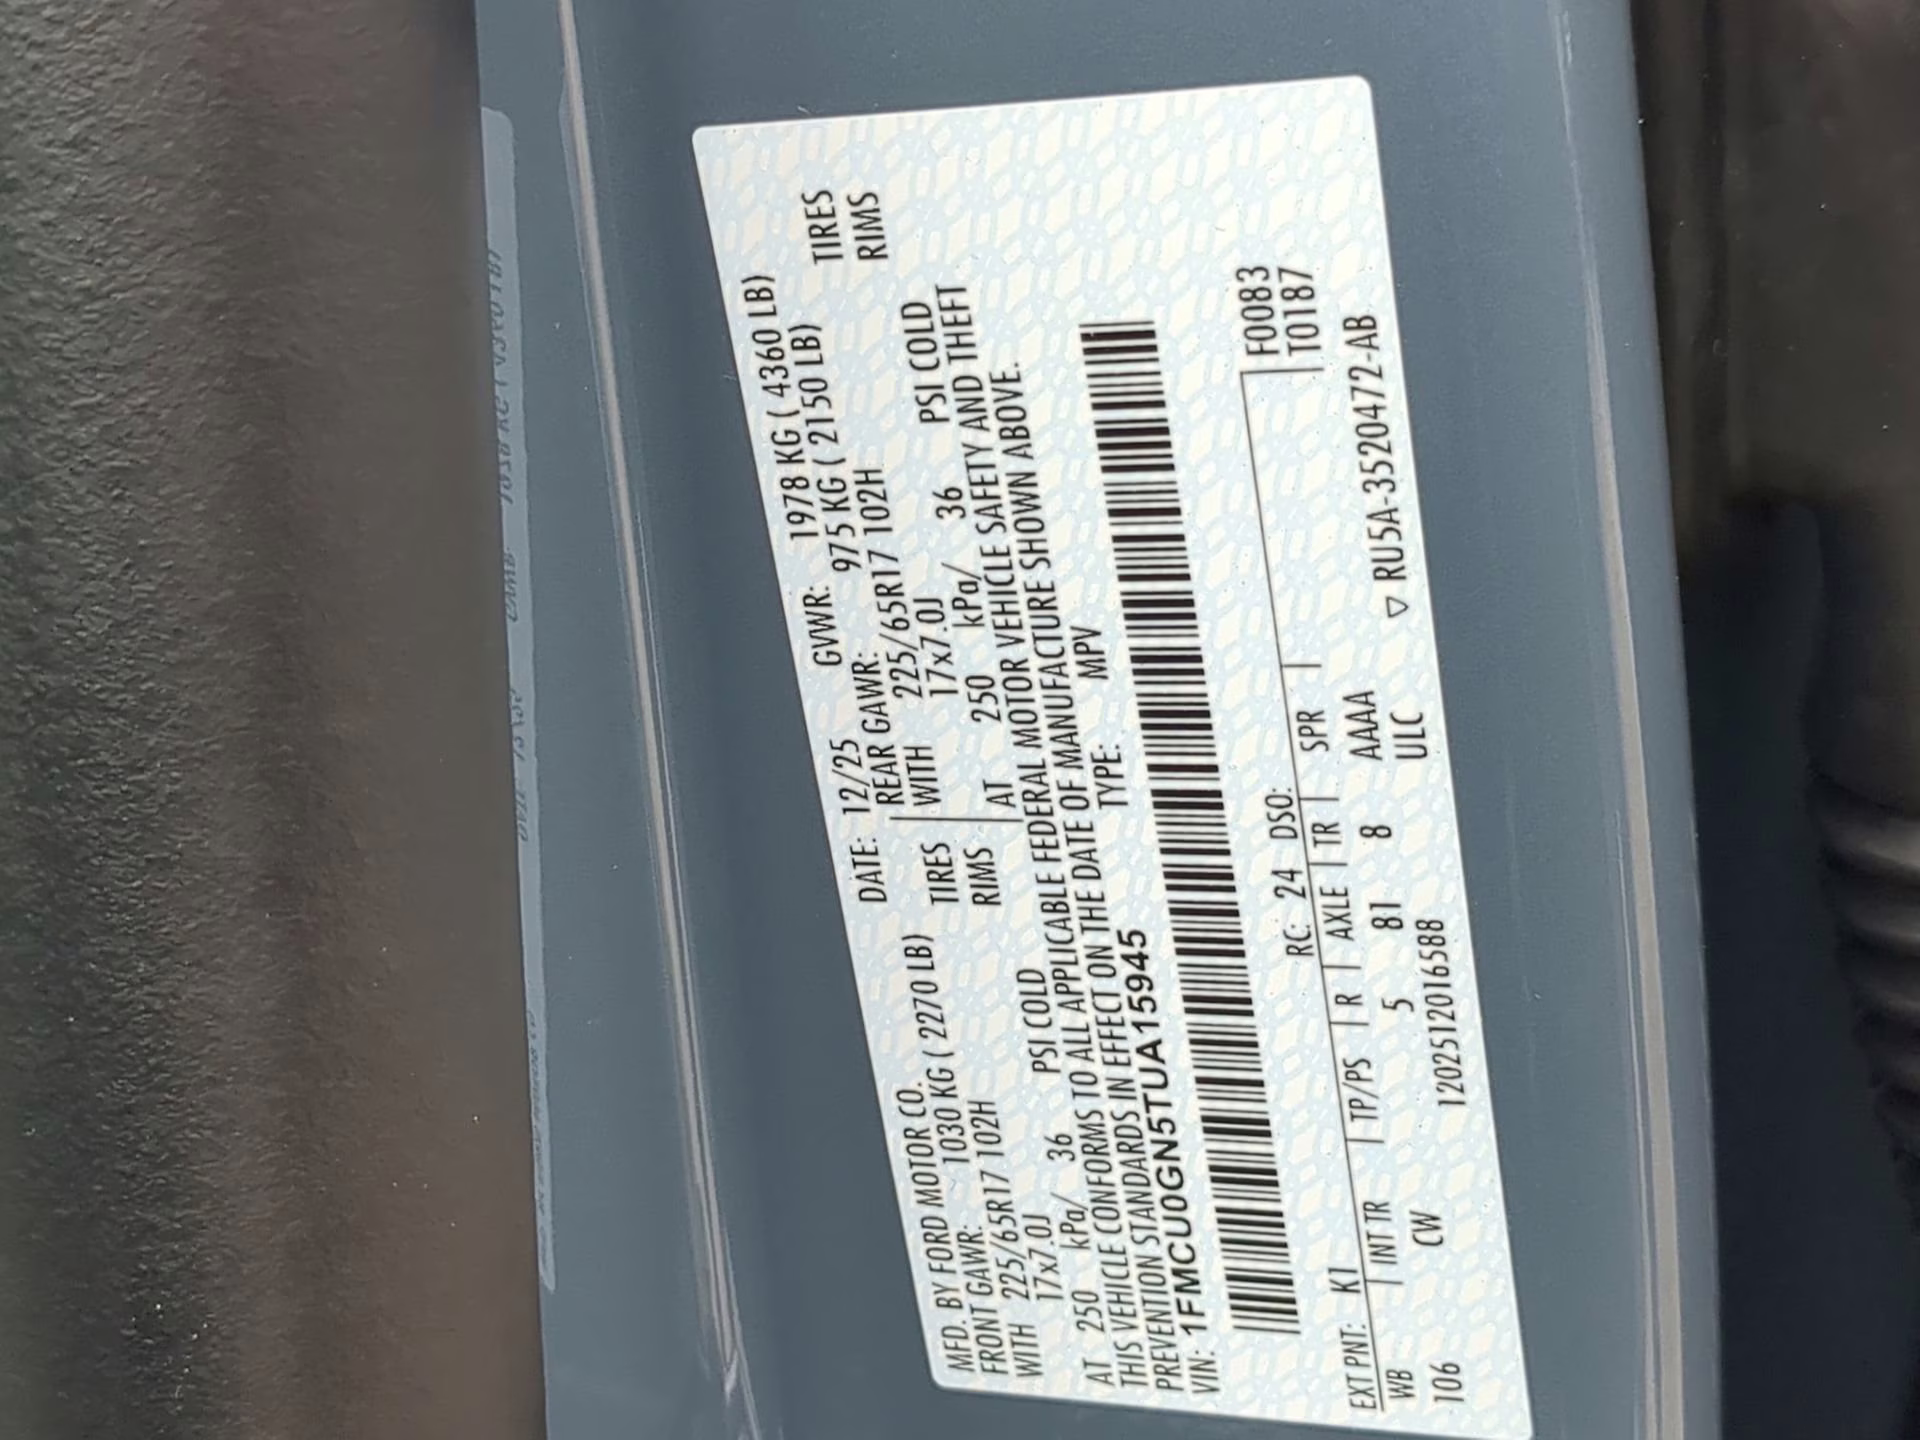 MFD. BY FORD MOTOR CO.
DATE: 12/25 GVWR: 1978 KG ( 4360 LB)
FRONT GAWR: 1030 KG ( 2270 LB) REAR GAWR: 975 KG ( 2150 LB)
WITH 225/65R17 102H TIRES WITH 225/65R17 102H TIRES
17x7.0J RIMS 17x7.0J RIMS
AT 250 kPa/ 36 PSI COLD AT 250 kPa/ 36 PSI COLD
THIS VEHICLE CONFORMS TO ALL APPLICABLE FEDERAL MOTOR VEHICLE SAFETY AND THEFT
PREVENTION STANDARDS IN EFFECT ON THE DATE OF MANUFACTURE SHOWN ABOVE.
VIN: 1FMCU0GN5TUA15945 TYPE: MPV
F0083
EXT PNT: K1 RC: 24 DSO: T0187
WB INT TR TP/PS R AXLE TR SPR
106 CW 5 81 8 AAAA ▽ RU5A-3520472-AB
1202512016588 ULC